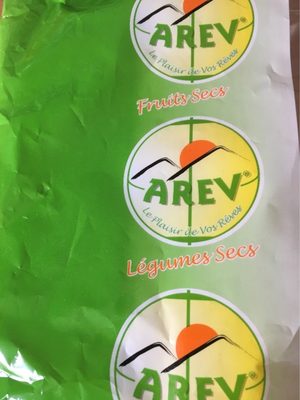 AREV®
Le Plaisir de Vos Rêves
Fruits Secs
AREV®
Le Plaisir de Vos Rêves
Légumes Secs
AREV®